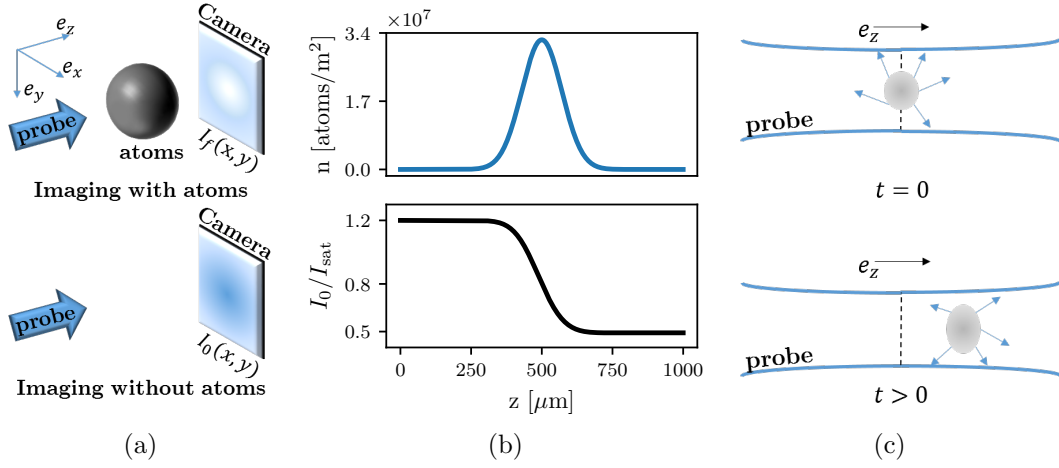 e_z
e_x
e_y
probe
atoms
Camera
I_f(x,y)
Imaging with atoms
probe
Camera
I_0(x,y)
Imaging without atoms
(a)
×10^7
3.4
1.7
0.0
n [atoms/m^2]
1.2
0.8
0.5
I_0/I_sat
0 250 500 750 1000
z [μm]
(b)
e_z
probe
t = 0
e_z
probe
t > 0
(c)